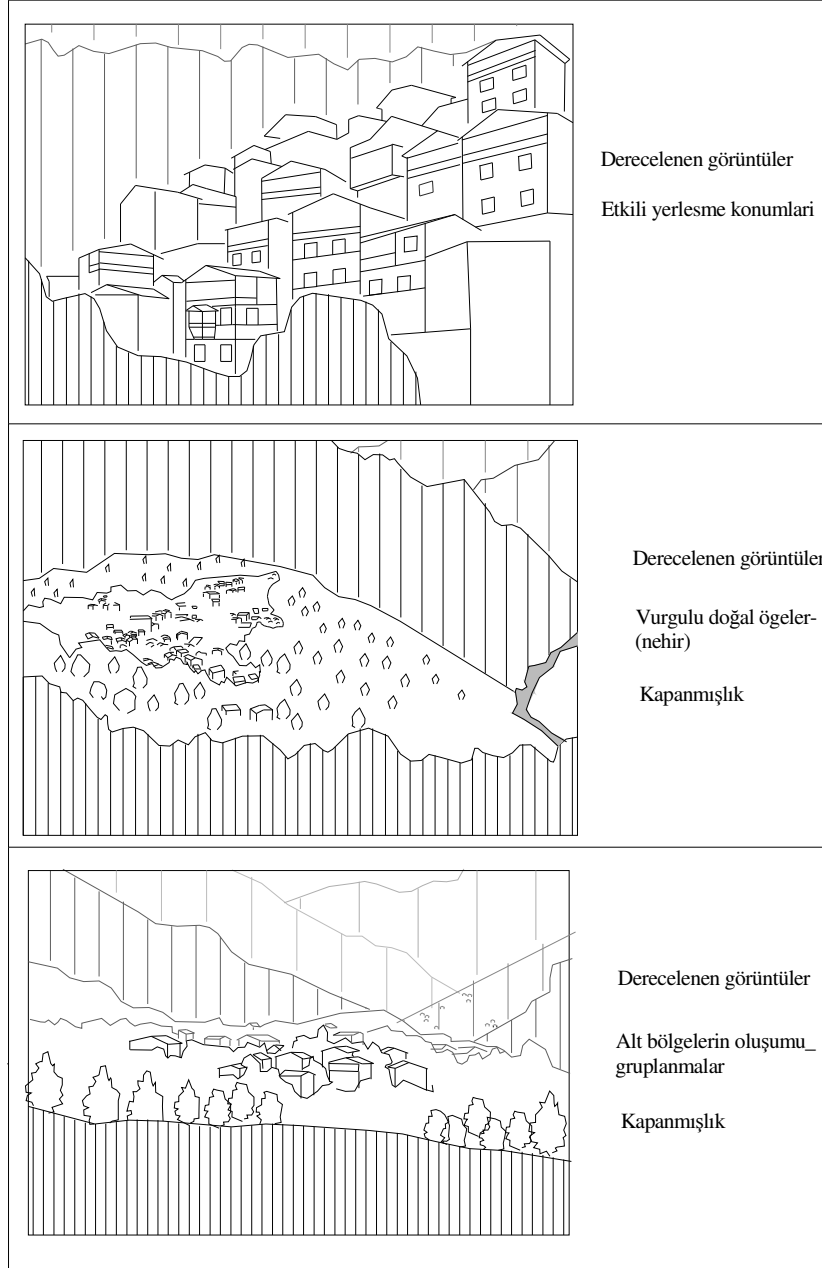 Derecelenen görüntüler
Etkili yerlesme konumlari
Derecelenen görüntüler
Vurgulu doğal ögeler-
(nehir)
Kapanmışlık
Derecelenen görüntüler
Alt bölgelerin oluşumu_
gruplanmalar
Kapanmışlık